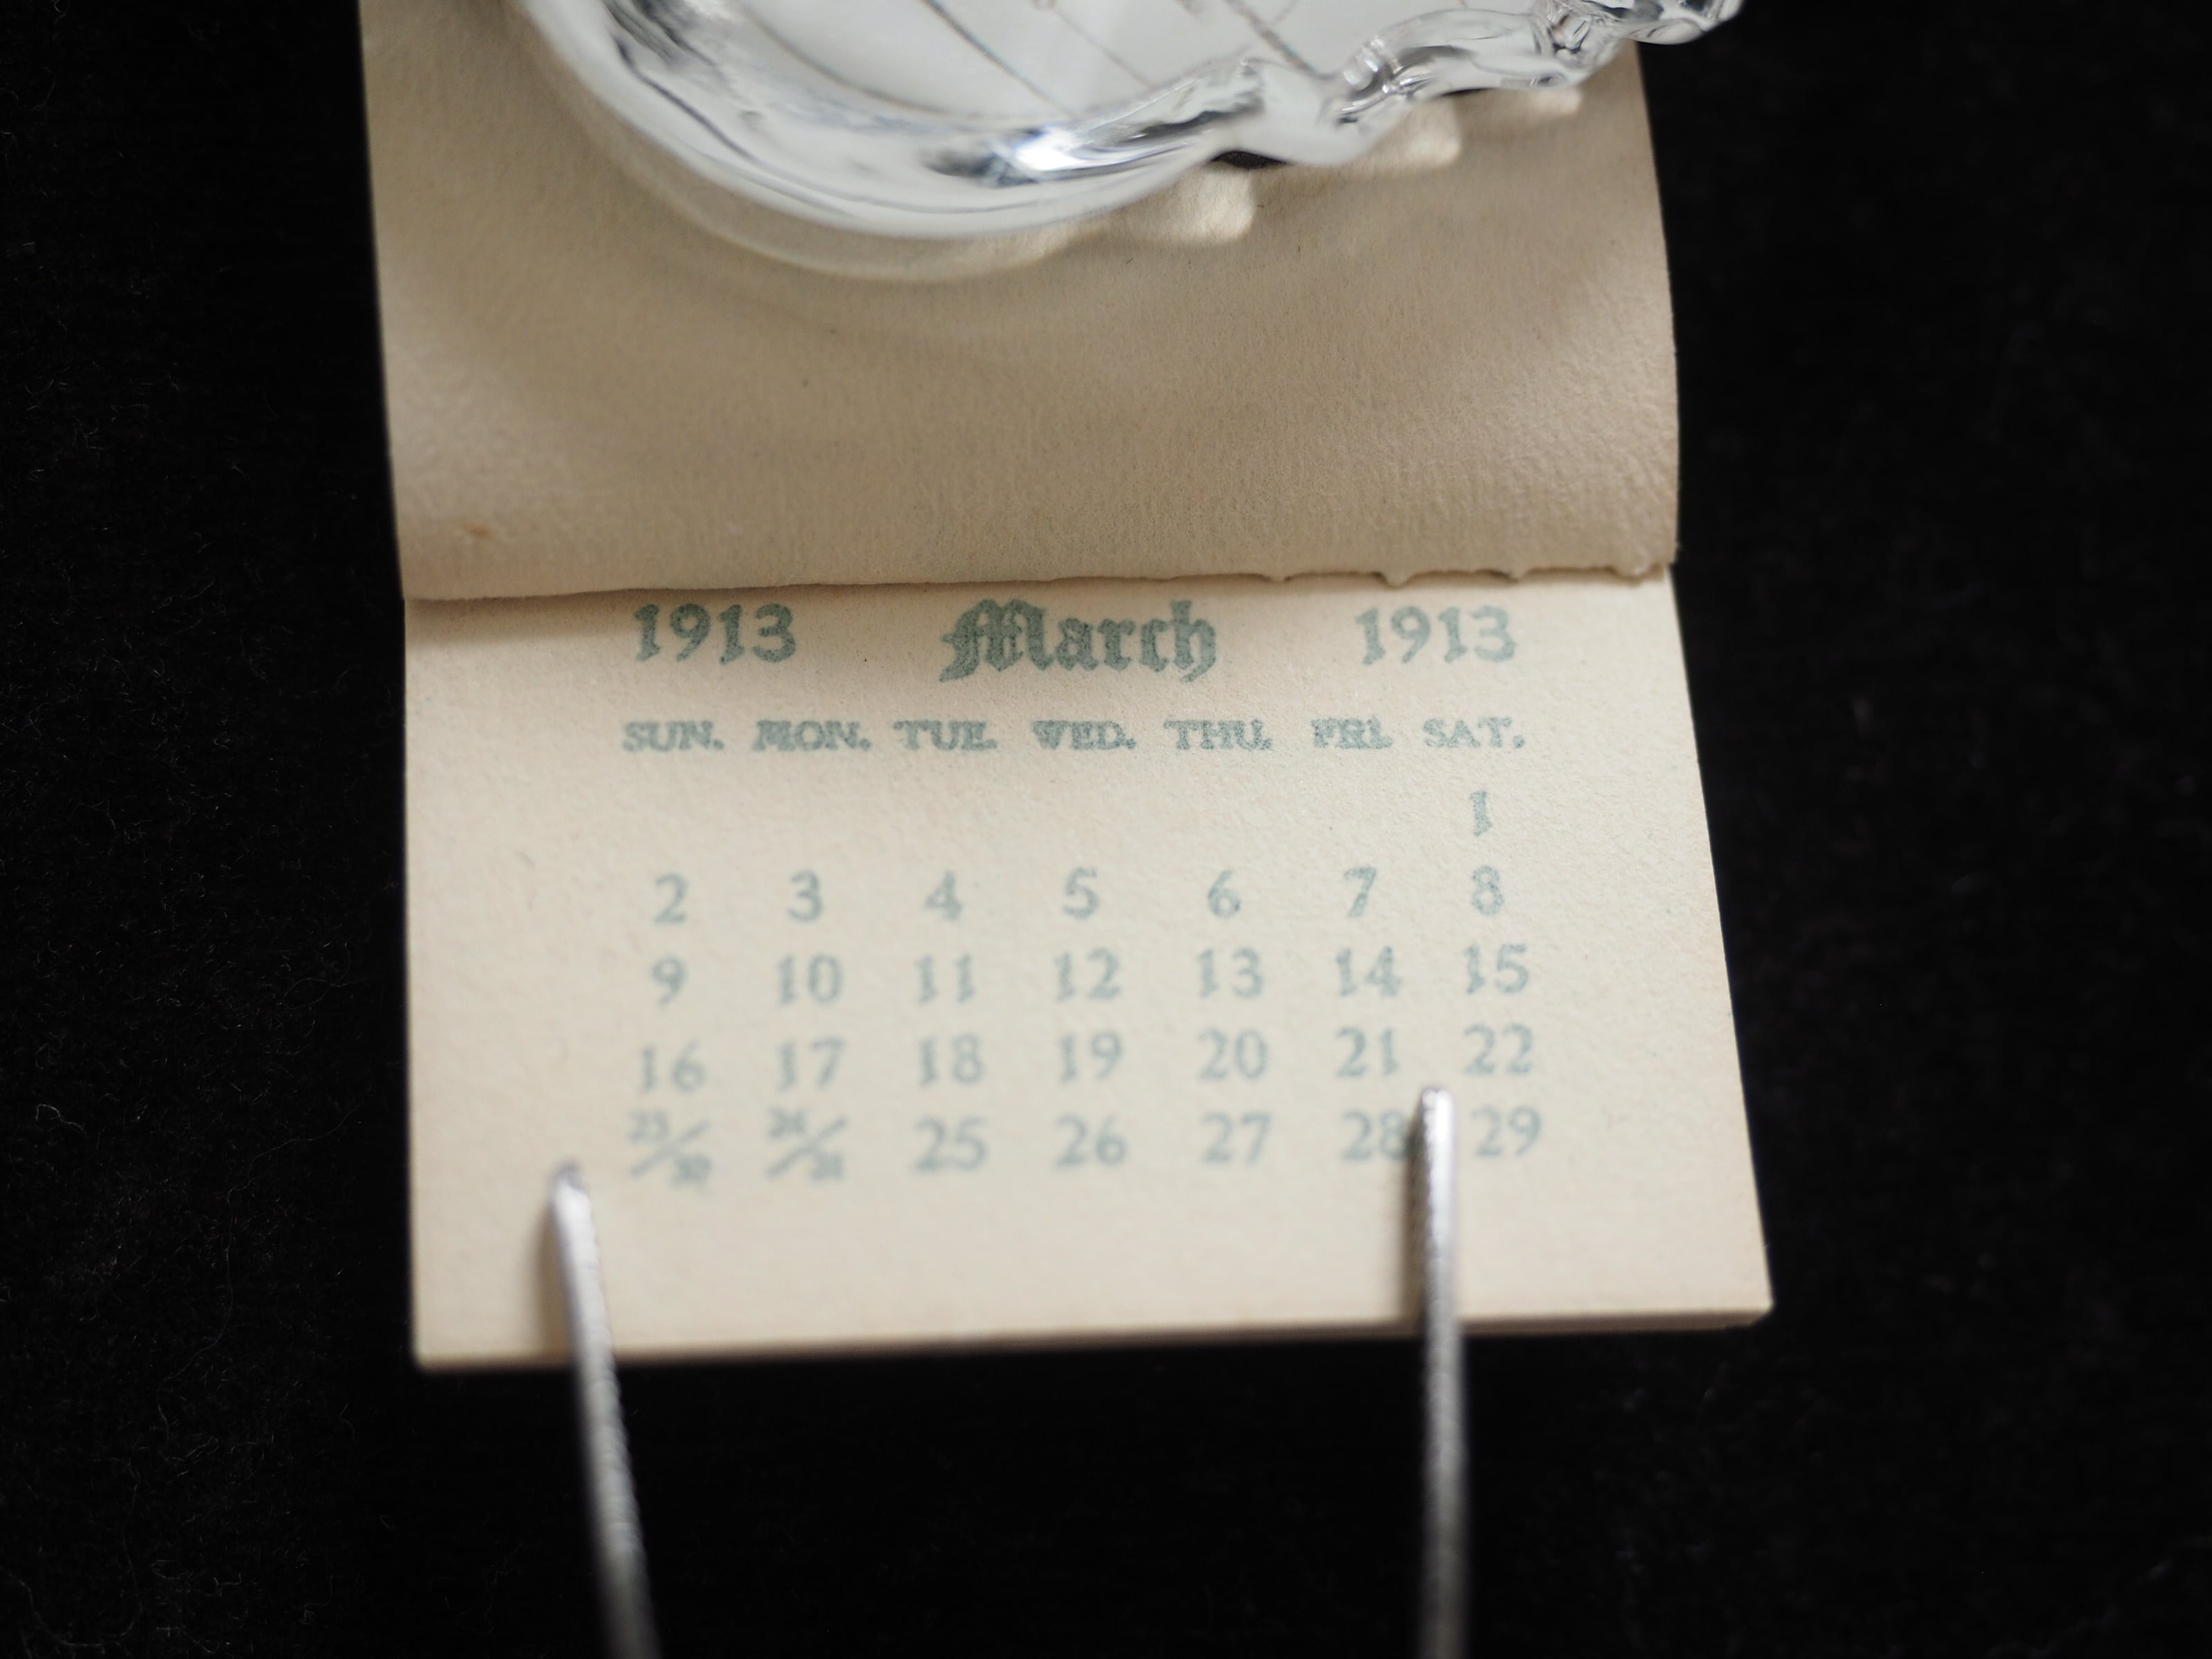 1913 March 1913
SUN. MON. TUE. WED. THU. FRI. SAT.
1
2 3 4 5 6 7 8
9 10 11 12 13 14 15
16 17 18 19 20 21 22
23/30 24/31 25 26 27 28 29